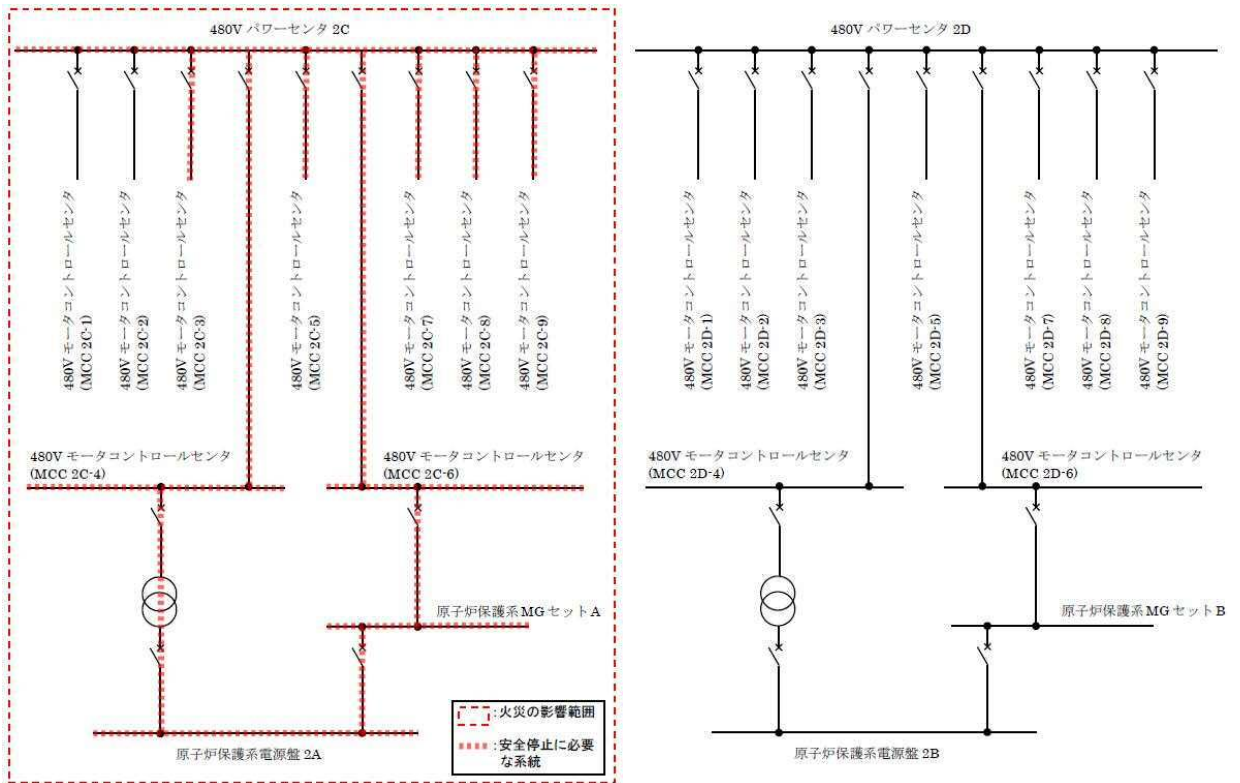 480V パワーセンタ 2C
480V パワーセンタ 2D
480V モータコントロールセンタ
(MCC 2C-1)
480V モータコントロールセンタ
(MCC 2C-2)
480V モータコントロールセンタ
(MCC 2C-3)
480V モータコントロールセンタ
(MCC 2C-5)
480V モータコントロールセンタ
(MCC 2C-7)
480V モータコントロールセンタ
(MCC 2C-8)
480V モータコントロールセンタ
(MCC 2C-9)
480V モータコントロールセンタ
(MCC 2D-1)
480V モータコントロールセンタ
(MCC 2D-2)
480V モータコントロールセンタ
(MCC 2D-3)
480V モータコントロールセンタ
(MCC 2D-5)
480V モータコントロールセンタ
(MCC 2D-7)
480V モータコントロールセンタ
(MCC 2D-8)
480V モータコントロールセンタ
(MCC 2D-9)
480V モータコントロールセンタ
(MCC 2C-4)
480V モータコントロールセンタ
(MCC 2C-6)
480V モータコントロールセンタ
(MCC 2D-4)
480V モータコントロールセンタ
(MCC 2D-6)
原子炉保護系 MG セット A
原子炉保護系 MG セット B
:火災の影響範囲
:安全停止に必要
な系統
原子炉保護系電源盤 2A
原子炉保護系電源盤 2B